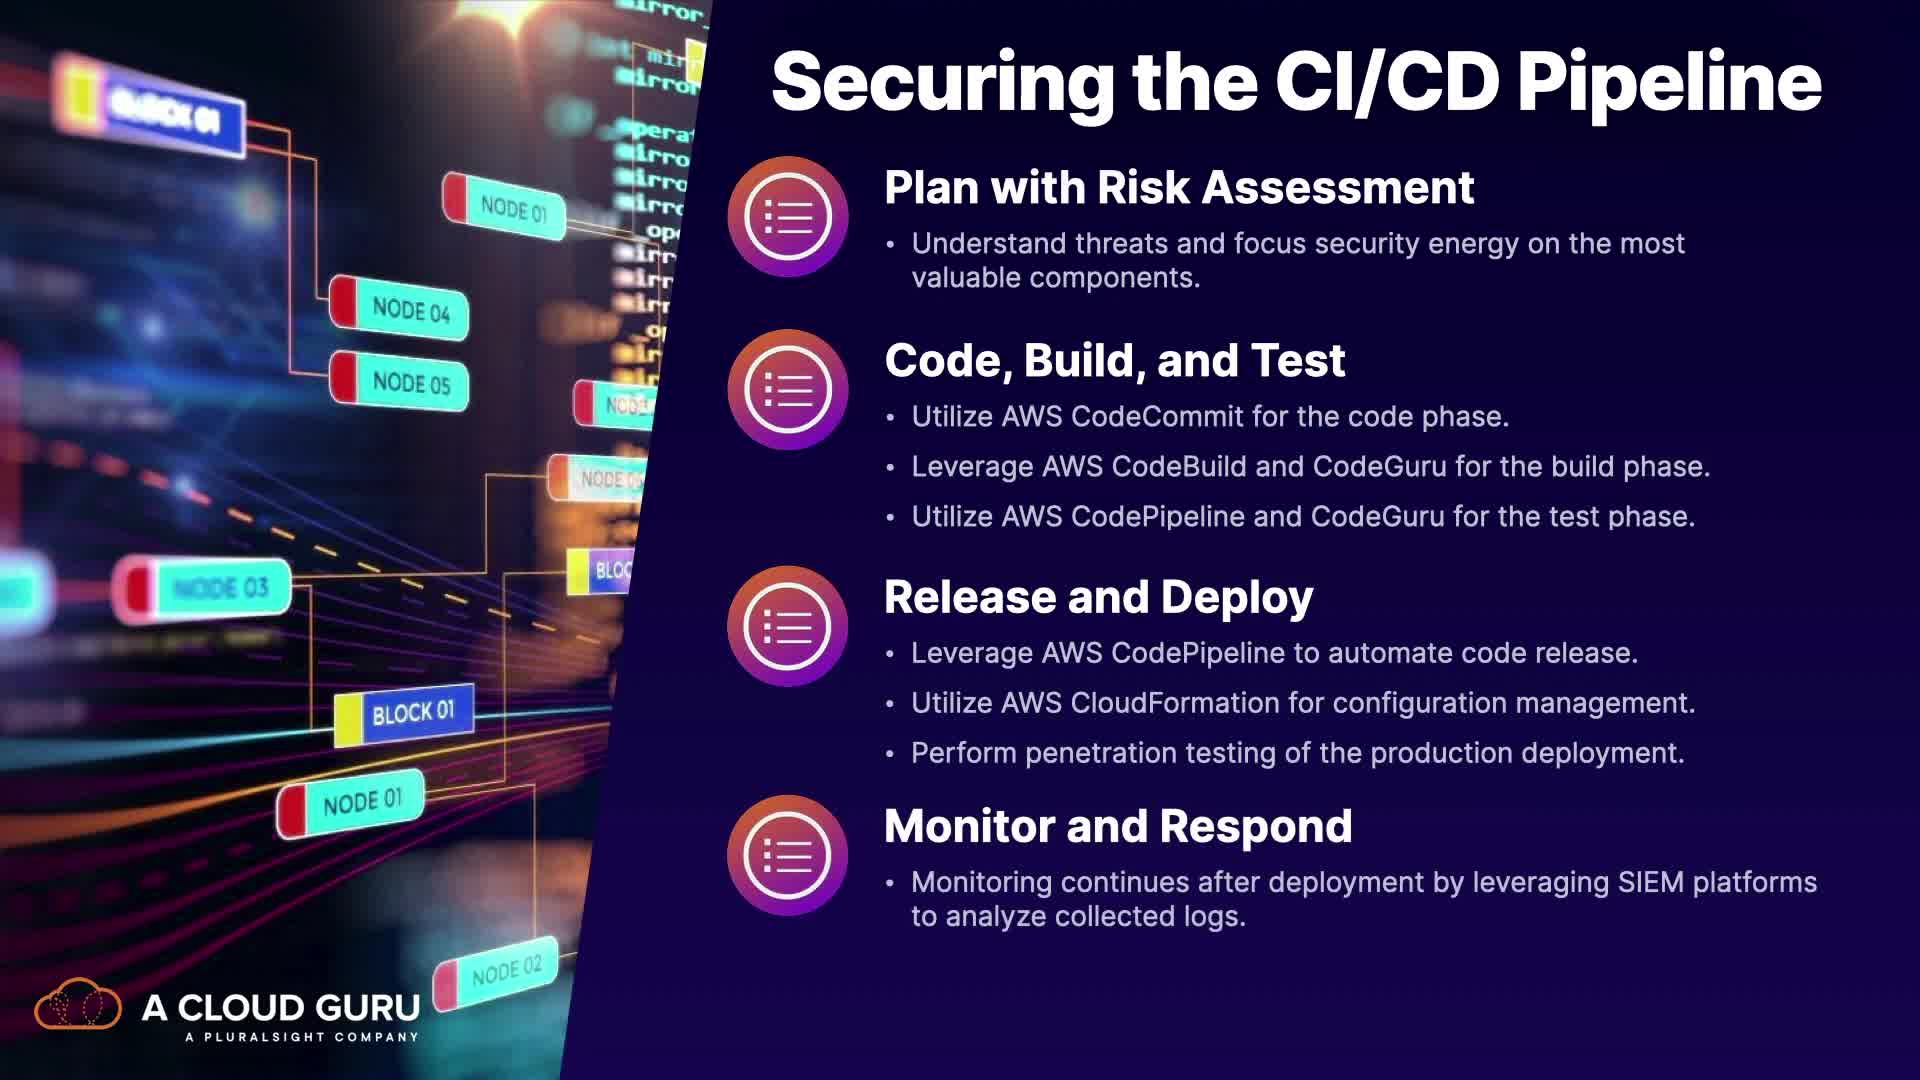 Securing the CI/CD Pipeline
Plan with Risk Assessment
• Understand threats and focus security energy on the most
valuable components.
Code, Build, and Test
• Utilize AWS CodeCommit for the code phase.
• Leverage AWS CodeBuild and CodeGuru for the build phase.
• Utilize AWS CodePipeline and CodeGuru for the test phase.
Release and Deploy
• Leverage AWS CodePipeline to automate code release.
• Utilize AWS CloudFormation for configuration management.
• Perform penetration testing of the production deployment.
Monitor and Respond
• Monitoring continues after deployment by leveraging SIEM platforms
to analyze collected logs.
BLOCK 01
NODE 01
NODE 04
NODE 05
NODE
NODE 03
BLOCK 01
NODE 01
NODE 02
A CLOUD GURU
A PLURALSIGHT COMPANY